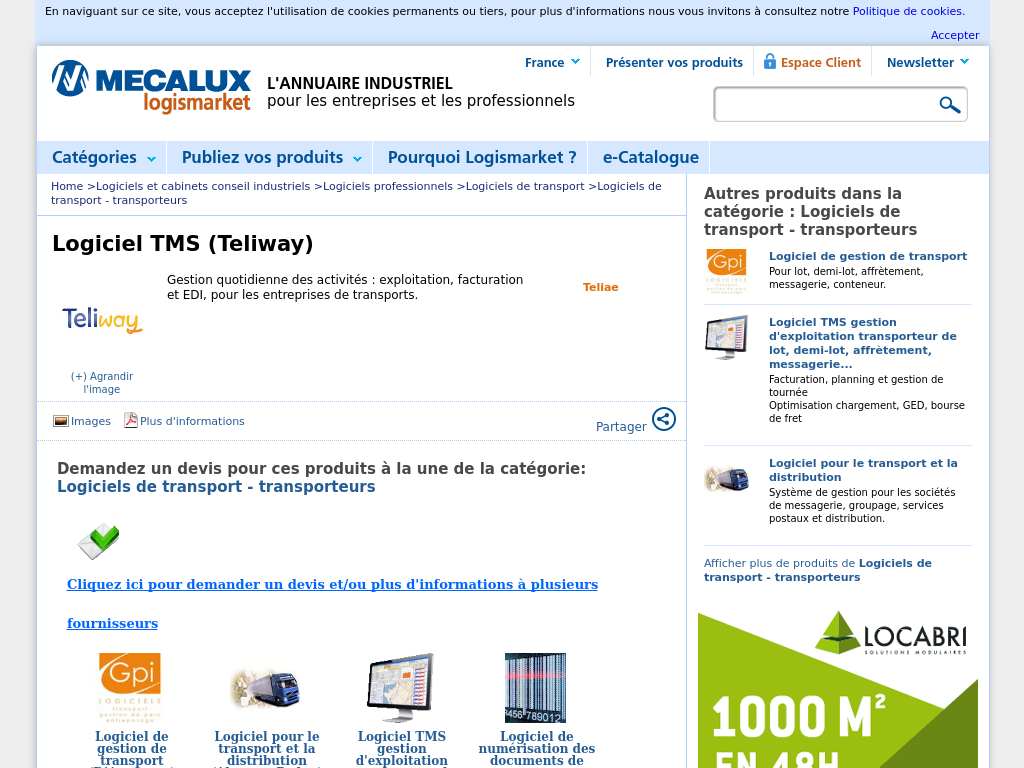 En naviguant sur ce site, vous acceptez l'utilisation de cookies permanents ou tiers, pour plus d'informations nous vous invitons à consultez notre Politique de cookies.
Accepter
France
Présenter vos produits
Espace Client
Newsletter
MECALUX
logismarket
L'ANNUAIRE INDUSTRIEL
pour les entreprises et les professionnels
Catégories
Publiez vos produits
Pourquoi Logismarket ?
e-Catalogue
Home >Logiciels et cabinets conseil industriels >Logiciels professionnels >Logiciels de transport >Logiciels de
transport - transporteurs
Logiciel TMS (Teliway)
Gestion quotidienne des activités : exploitation, facturation
et EDI, pour les entreprises de transports.
Teliae
Teliway
(+) Agrandir
l'image
Images
Plus d'informations
Partager
Demandez un devis pour ces produits à la une de la catégorie:
Logiciels de transport - transporteurs
Cliquez ici pour demander un devis et/ou plus d'informations à plusieurs
fournisseurs
Gpi
LOGICIELS
Logiciel de
gestion de
transport
Logiciel pour le
transport et la
distribution
Logiciel TMS
gestion
d'exploitation
Logiciel de
numérisation des
documents de
Autres produits dans la
catégorie : Logiciels de
transport - transporteurs
Gpi
LOGICIELS
Logiciel de gestion de transport
Pour lot, demi-lot, affrètement,
messagerie, conteneur.
Logiciel TMS gestion
d'exploitation transporteur de
lot, demi-lot, affrètement,
messagerie...
Facturation, planning et gestion de
tournée
Optimisation chargement, GED, bourse
de fret
Logiciel pour le transport et la
distribution
Système de gestion pour les sociétés
de messagerie, groupage, services
postaux et distribution.
Afficher plus de produits de Logiciels de
transport - transporteurs
LOCABRI
SOLUTIONS MODULAIRES
1000 M²
EN 48H